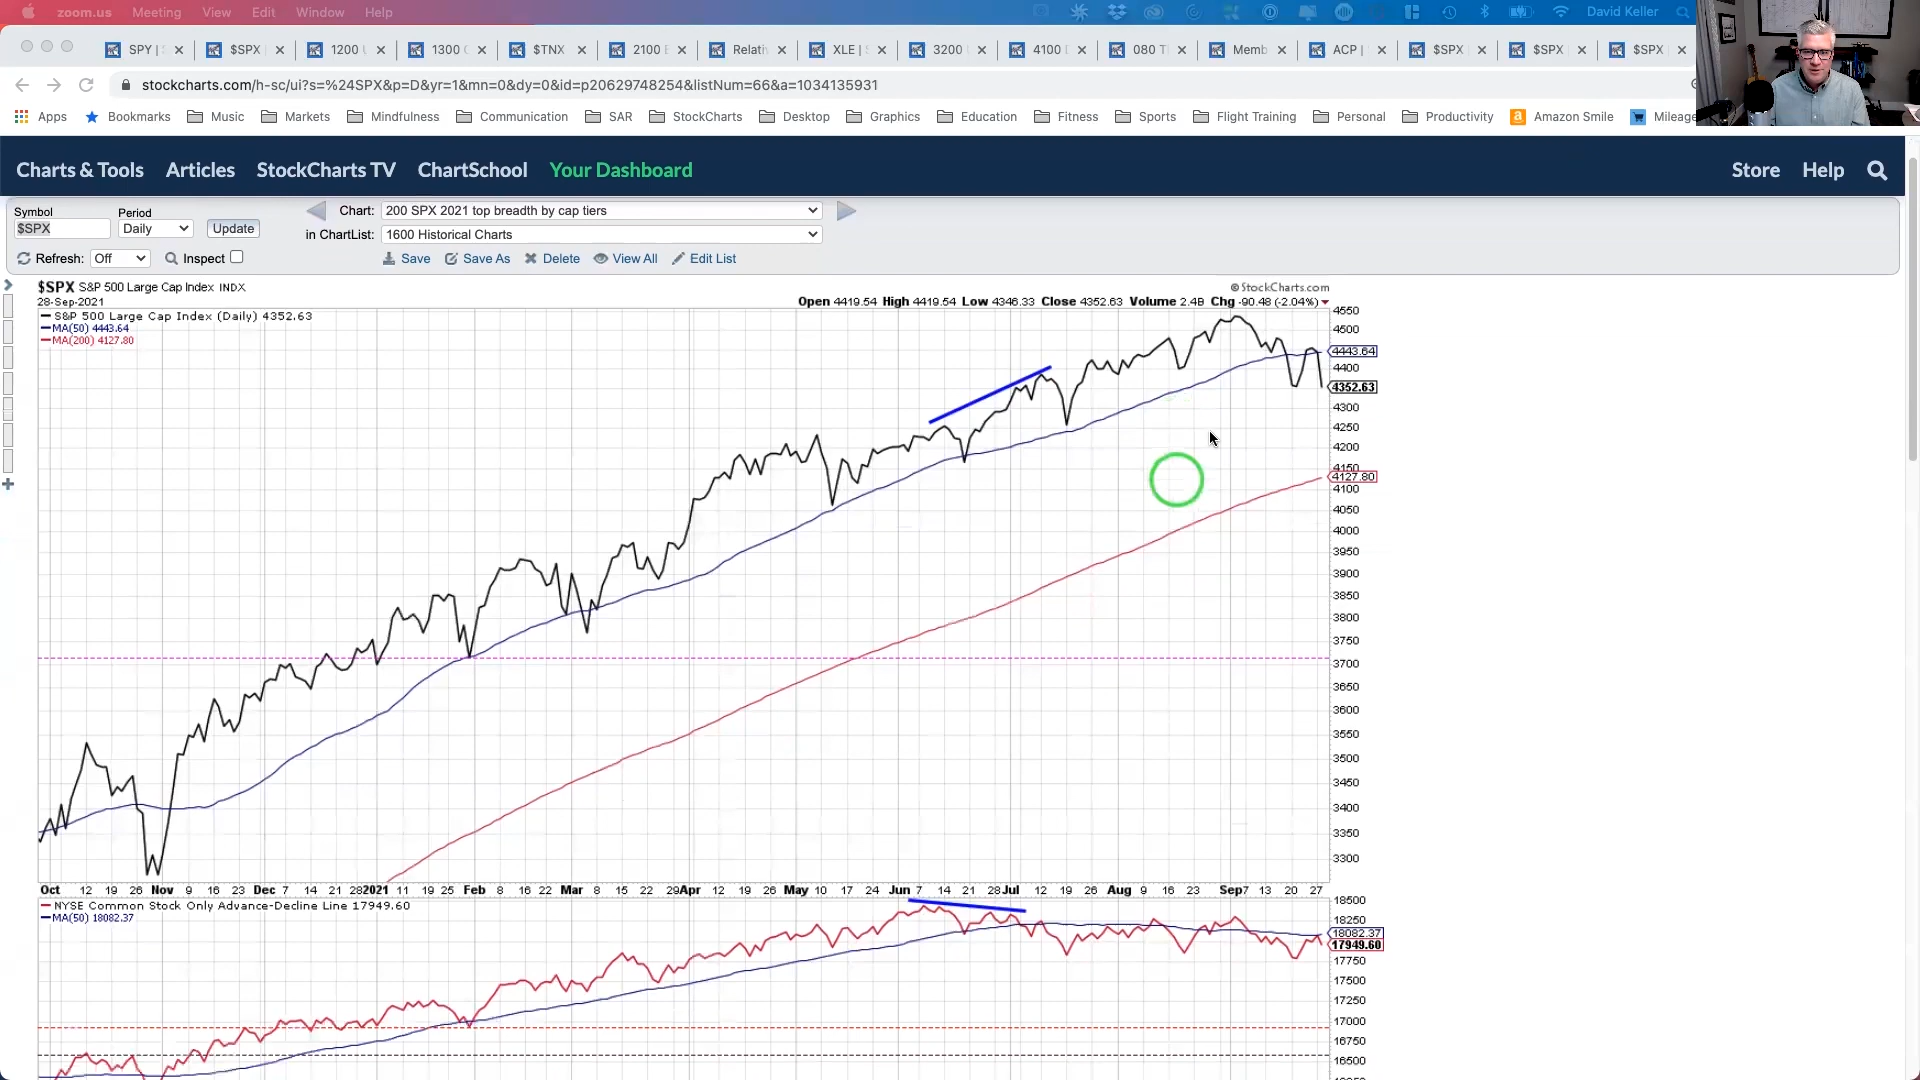 zoom.us Meeting View Edit Window Help David Keller
SPY | $SPX 1200 1300 $TNX 2100 Relati XLE | S 3200 4100 080 T Memb ACP | $SPX $SPX $SPX
stockcharts.com/h-sc/ui?s=%24SPX&p=D&yr=1&mn=0&dy=0&id=p20629748254&listNum=66&a=1034135931
Apps Bookmarks Music Markets Mindfulness Communication SAR StockCharts Desktop Graphics Education Fitness Sports Flight Training Personal Productivity Amazon Smile Mileage
Charts & Tools Articles StockCharts TV ChartSchool Your Dashboard Store Help
Symbol Period Chart: 200 SPX 2021 top breadth by cap tiers
$SPX Daily Update in ChartList: 1600 Historical Charts
Refresh: Off Inspect Save Save As Delete View All Edit List
$SPX S&P 500 Large Cap Index INDX ©StockCharts.com
28-Sep-2021 Open 4419.54 High 4419.54 Low 4346.33 Close 4352.63 Volume 2.4B Chg -90.48 (-2.04%)
S&P 500 Large Cap Index (Daily) 4352.63
MA(50) 4443.64
MA(200) 4127.80
4550
4500
4443.64
4400
4352.63
4300
4250
4200
4150
4127.80
4100
4050
4000
3950
3900
3850
3800
3750
3700
3650
3600
3550
3500
3450
3400
3350
3300
Oct 12 19 26 Nov 9 16 23 Dec 7 14 21 28 2021 11 19 25 Feb 8 16 22 Mar 8 15 22 29 Apr 12 19 26 May 10 17 24 Jun 7 14 21 28 Jul 12 19 26 Aug 9 16 23 Sep 7 13 20 27
NYSE Common Stock Only Advance-Decline Line 17949.60
MA(50) 18082.37
18500
18250
18082.37
17949.60
17750
17500
17250
17000
16750
16500